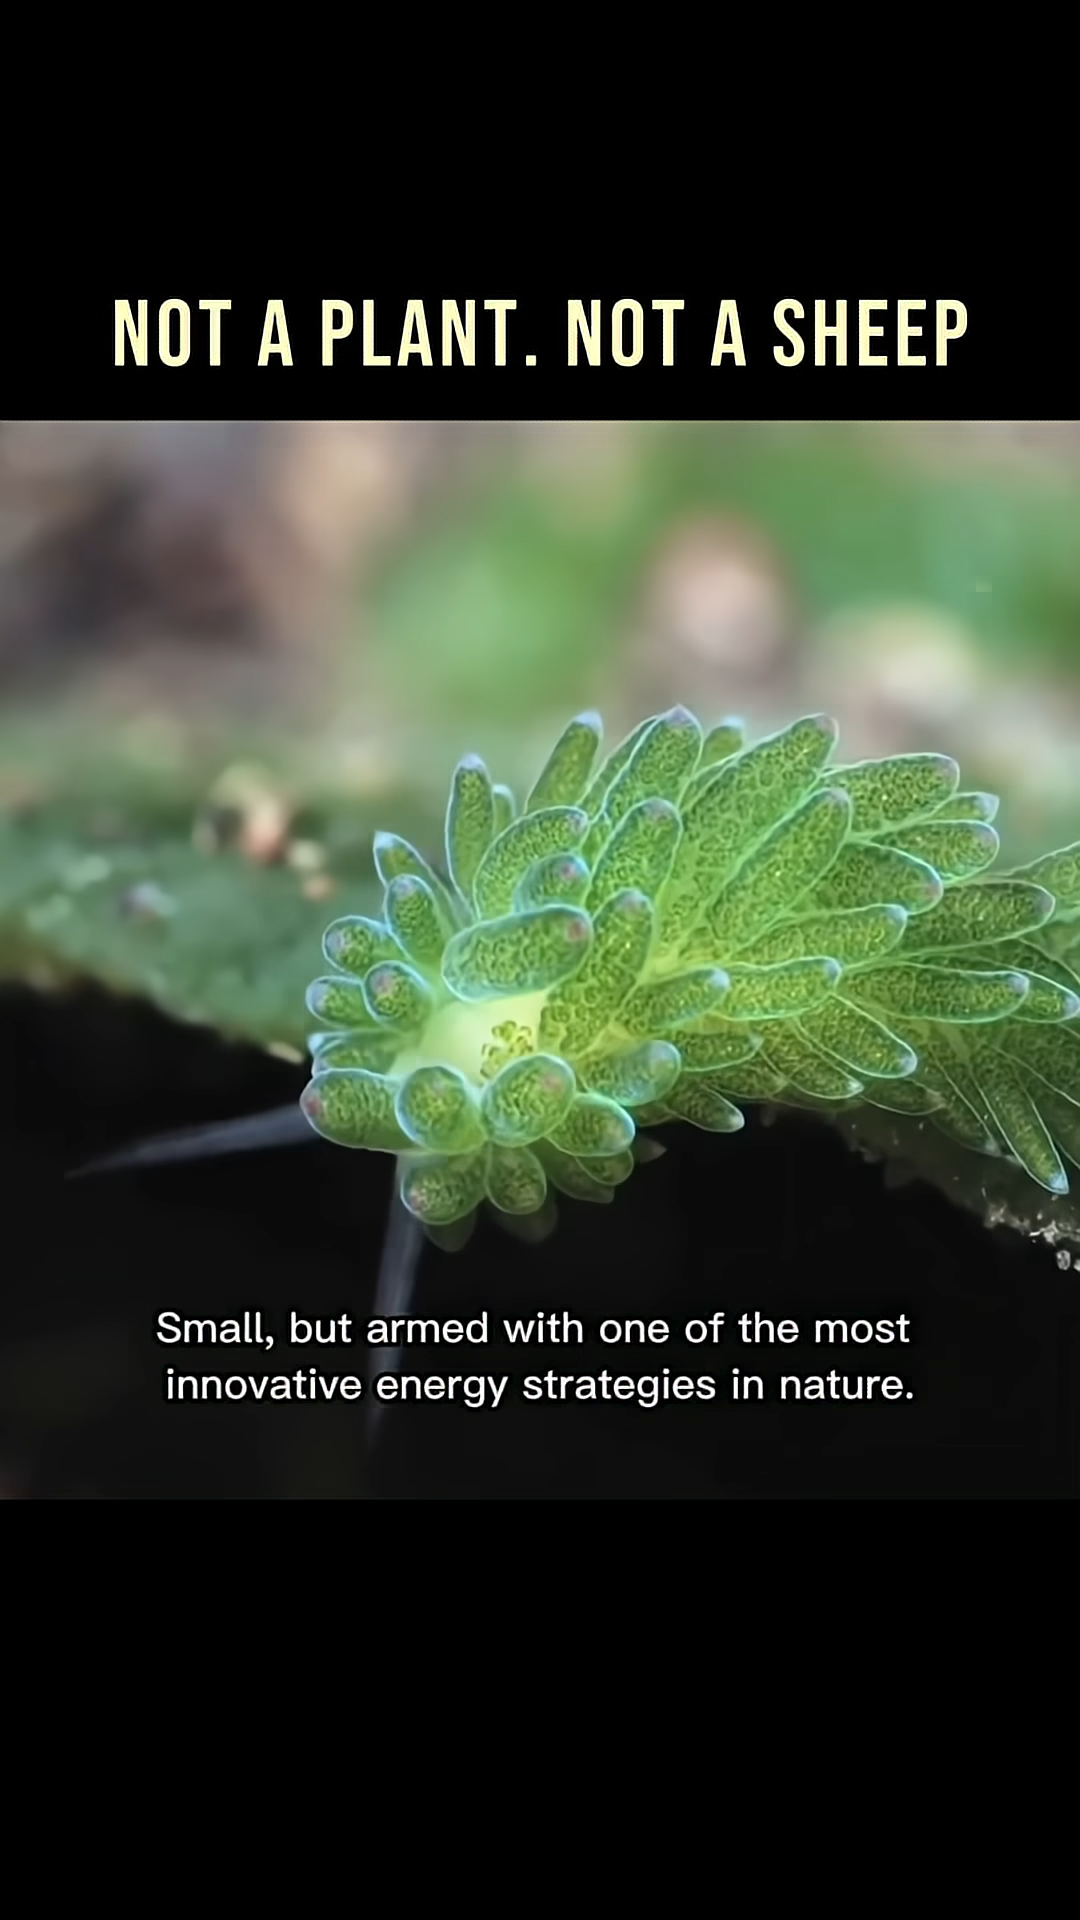 NOT A PLANT. NOT A SHEEP
Small, but armed with one of the most
innovative energy strategies in nature.